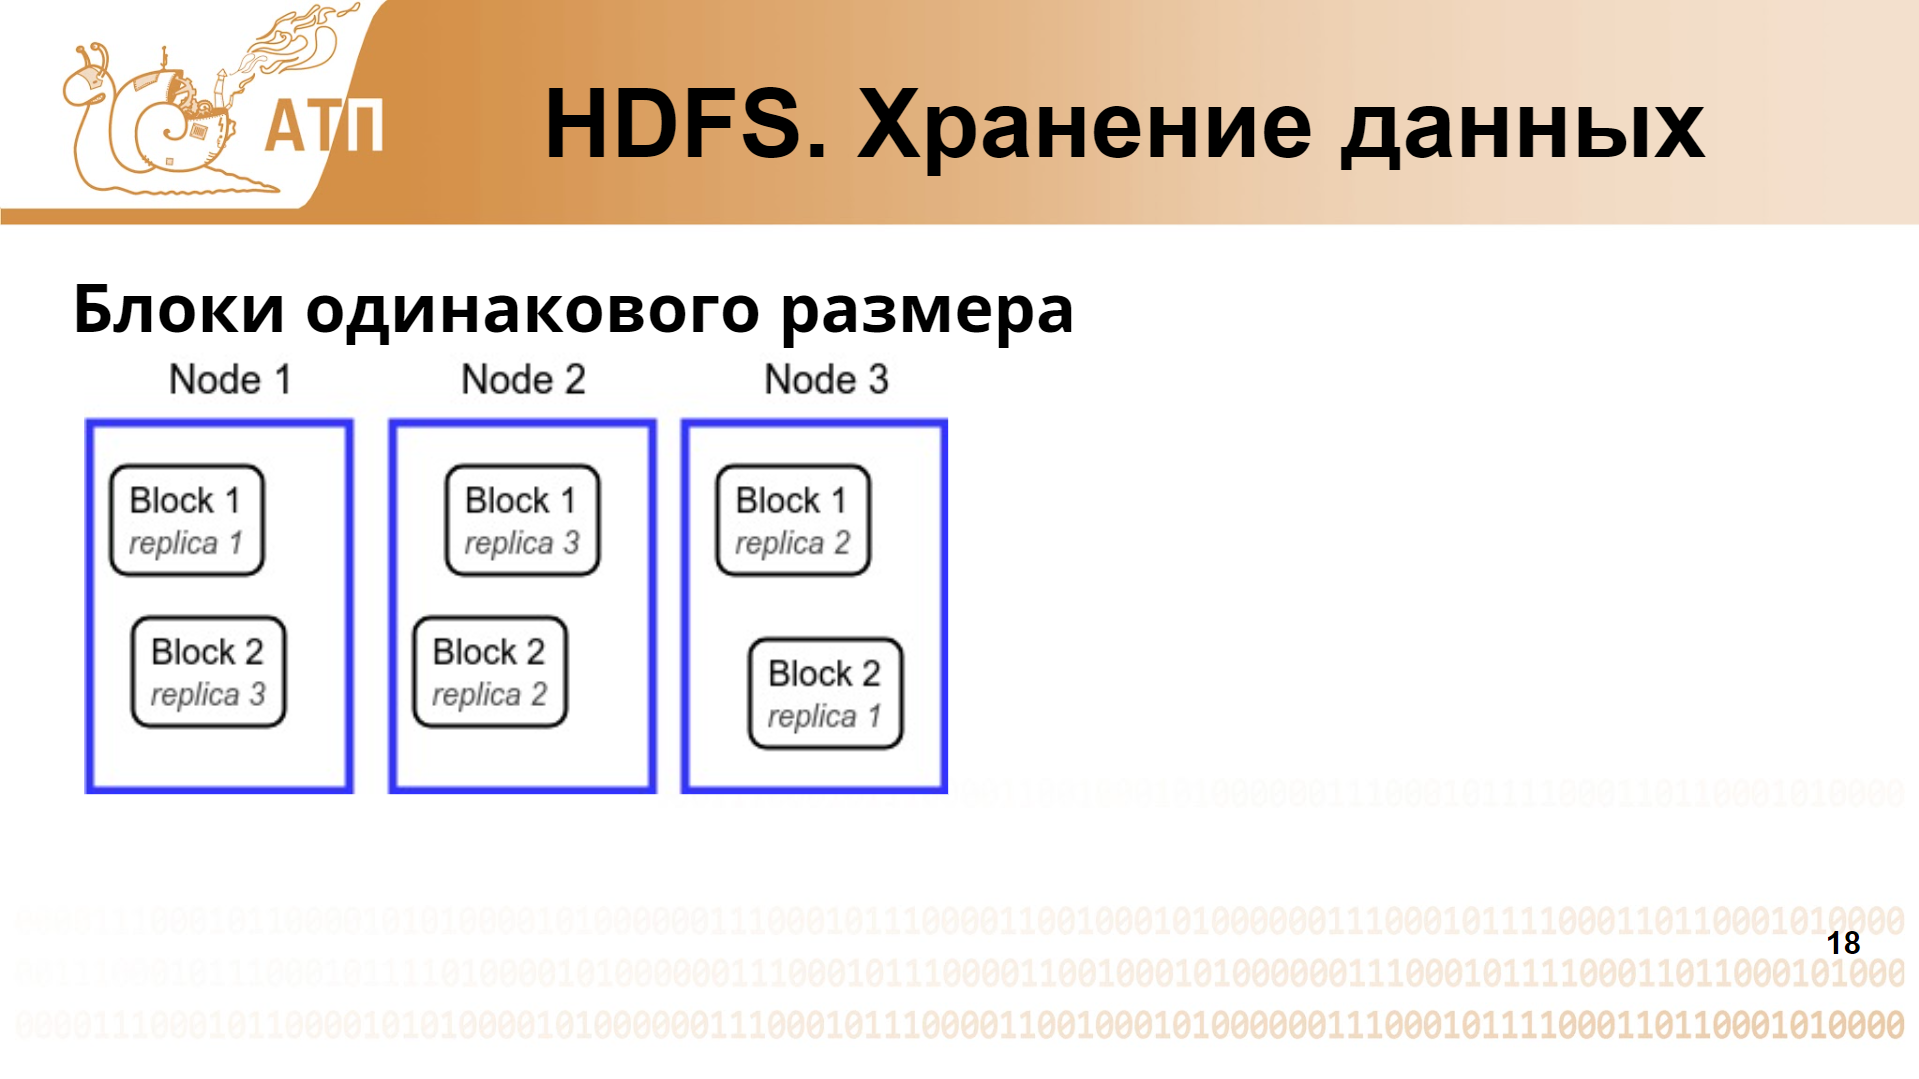 АТП
HDFS. Хранение данных
Блоки одинакового размера
Node 1 Node 2 Node 3
Block 1
replica 1
Block 1
replica 3
Block 1
replica 2
Block 2
replica 3
Block 2
replica 2
Block 2
replica 1
18